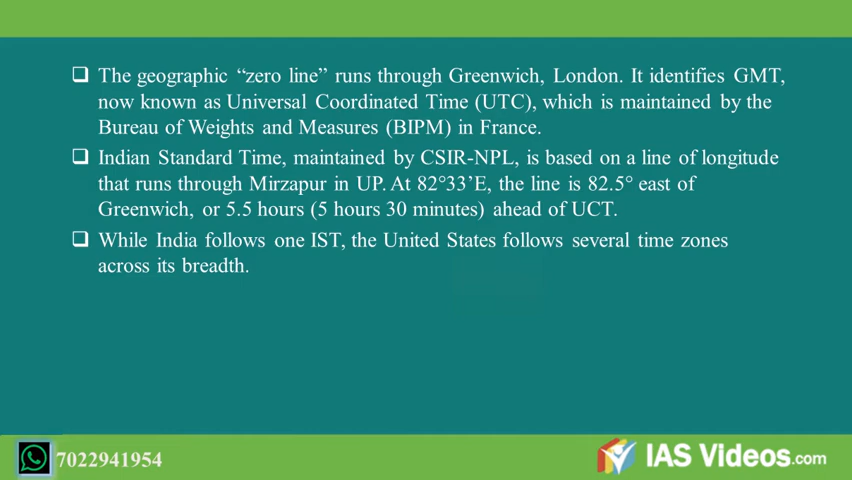 The geographic “zero line” runs through Greenwich, London. It identifies GMT,
now known as Universal Coordinated Time (UTC), which is maintained by the
Bureau of Weights and Measures (BIPM) in France.
Indian Standard Time, maintained by CSIR-NPL, is based on a line of longitude
that runs through Mirzapur in UP. At 82°33’E, the line is 82.5° east of
Greenwich, or 5.5 hours (5 hours 30 minutes) ahead of UCT.
While India follows one IST, the United States follows several time zones
across its breadth.
7022941954
IAS Videos.com